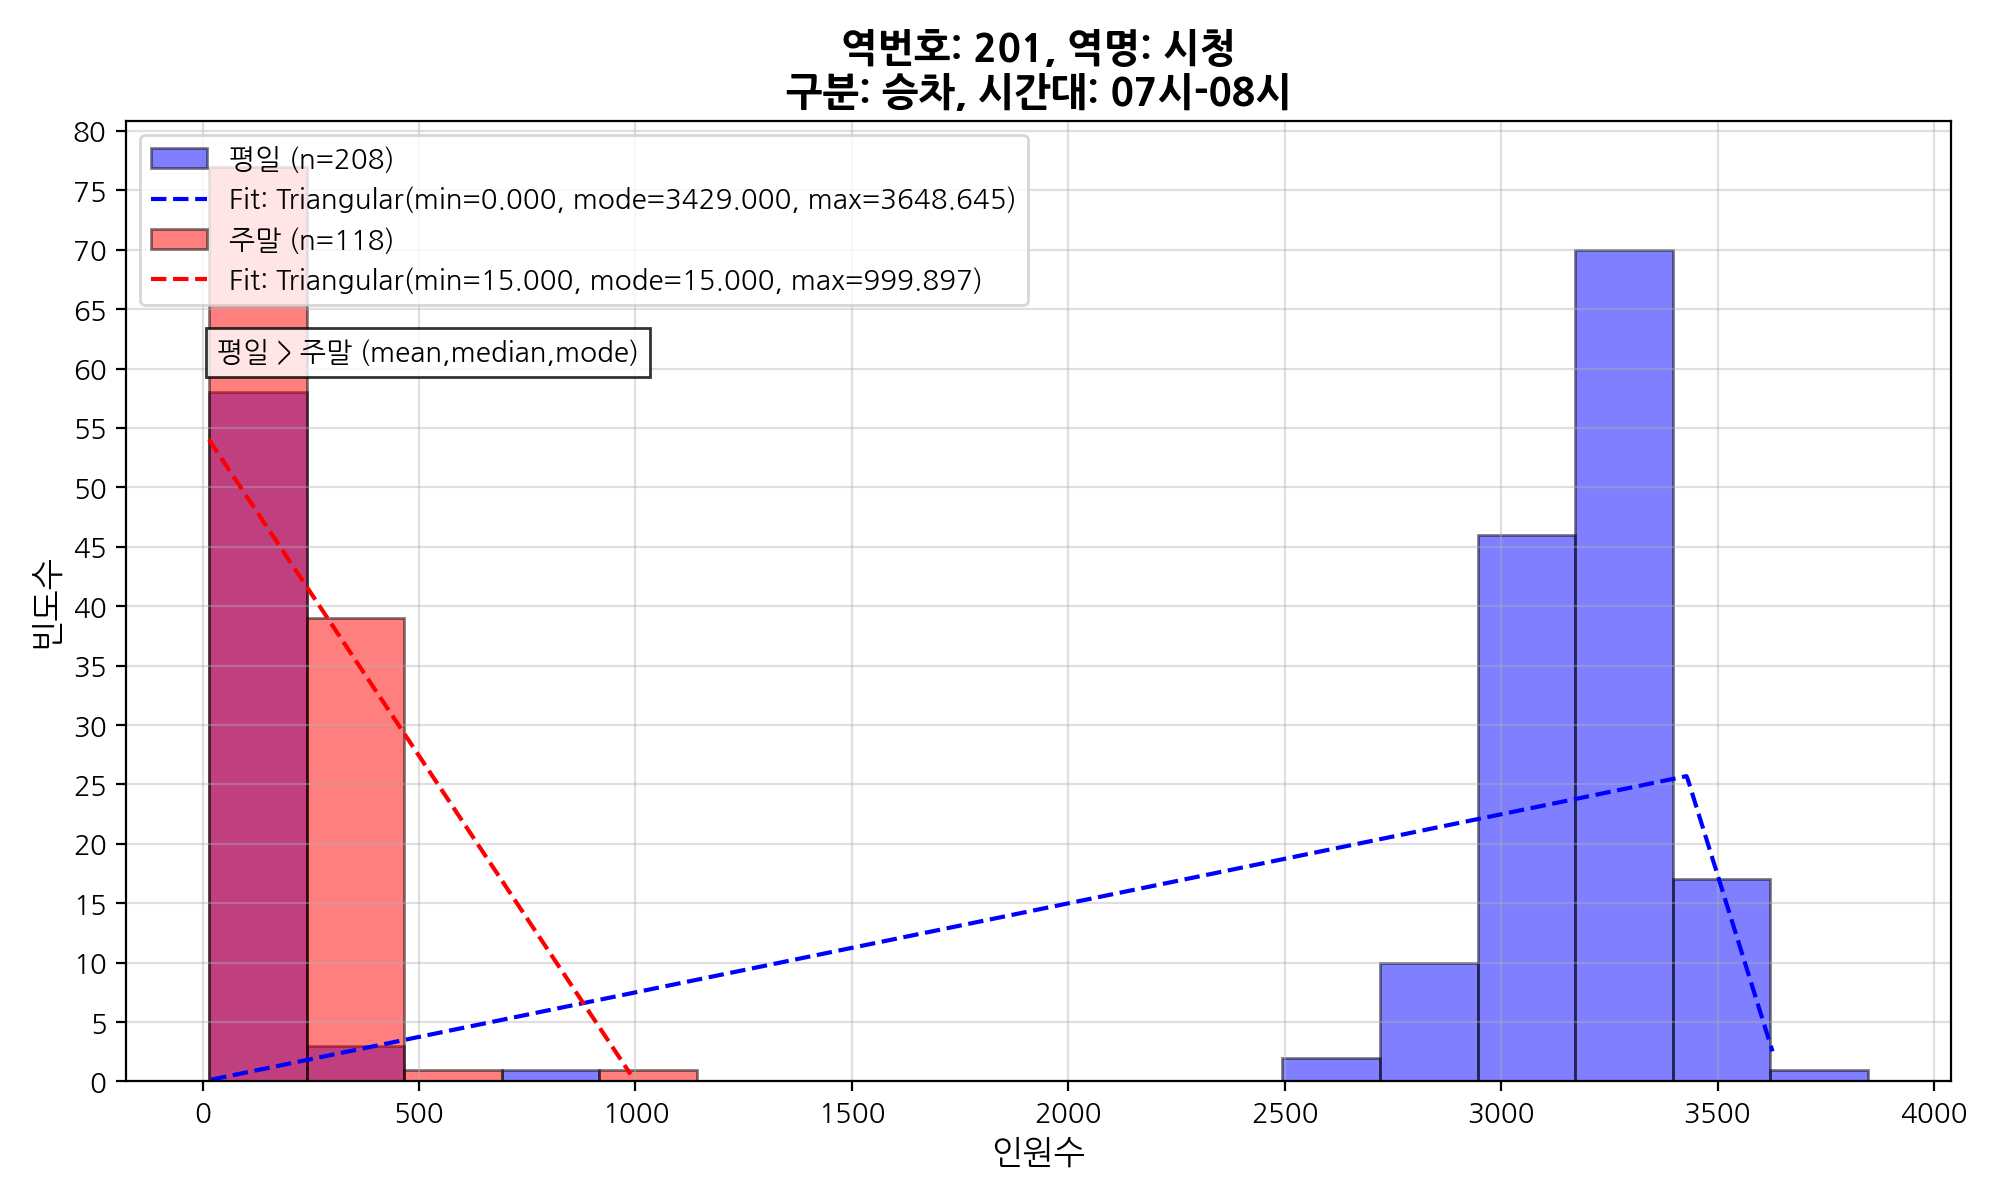 역번호: 201, 역명: 시청
구분: 승차, 시간대: 07시-08시
평일 (n=208)
Fit: Triangular(min=0.000, mode=3429.000, max=3648.645)
주말 (n=118)
Fit: Triangular(min=15.000, mode=15.000, max=999.897)
평일 > 주말 (mean,median,mode)
빈도수
80
75
70
65
60
55
50
45
40
35
30
25
20
15
10
5
0
0 500 1000 1500 2000 2500 3000 3500 4000
인원수